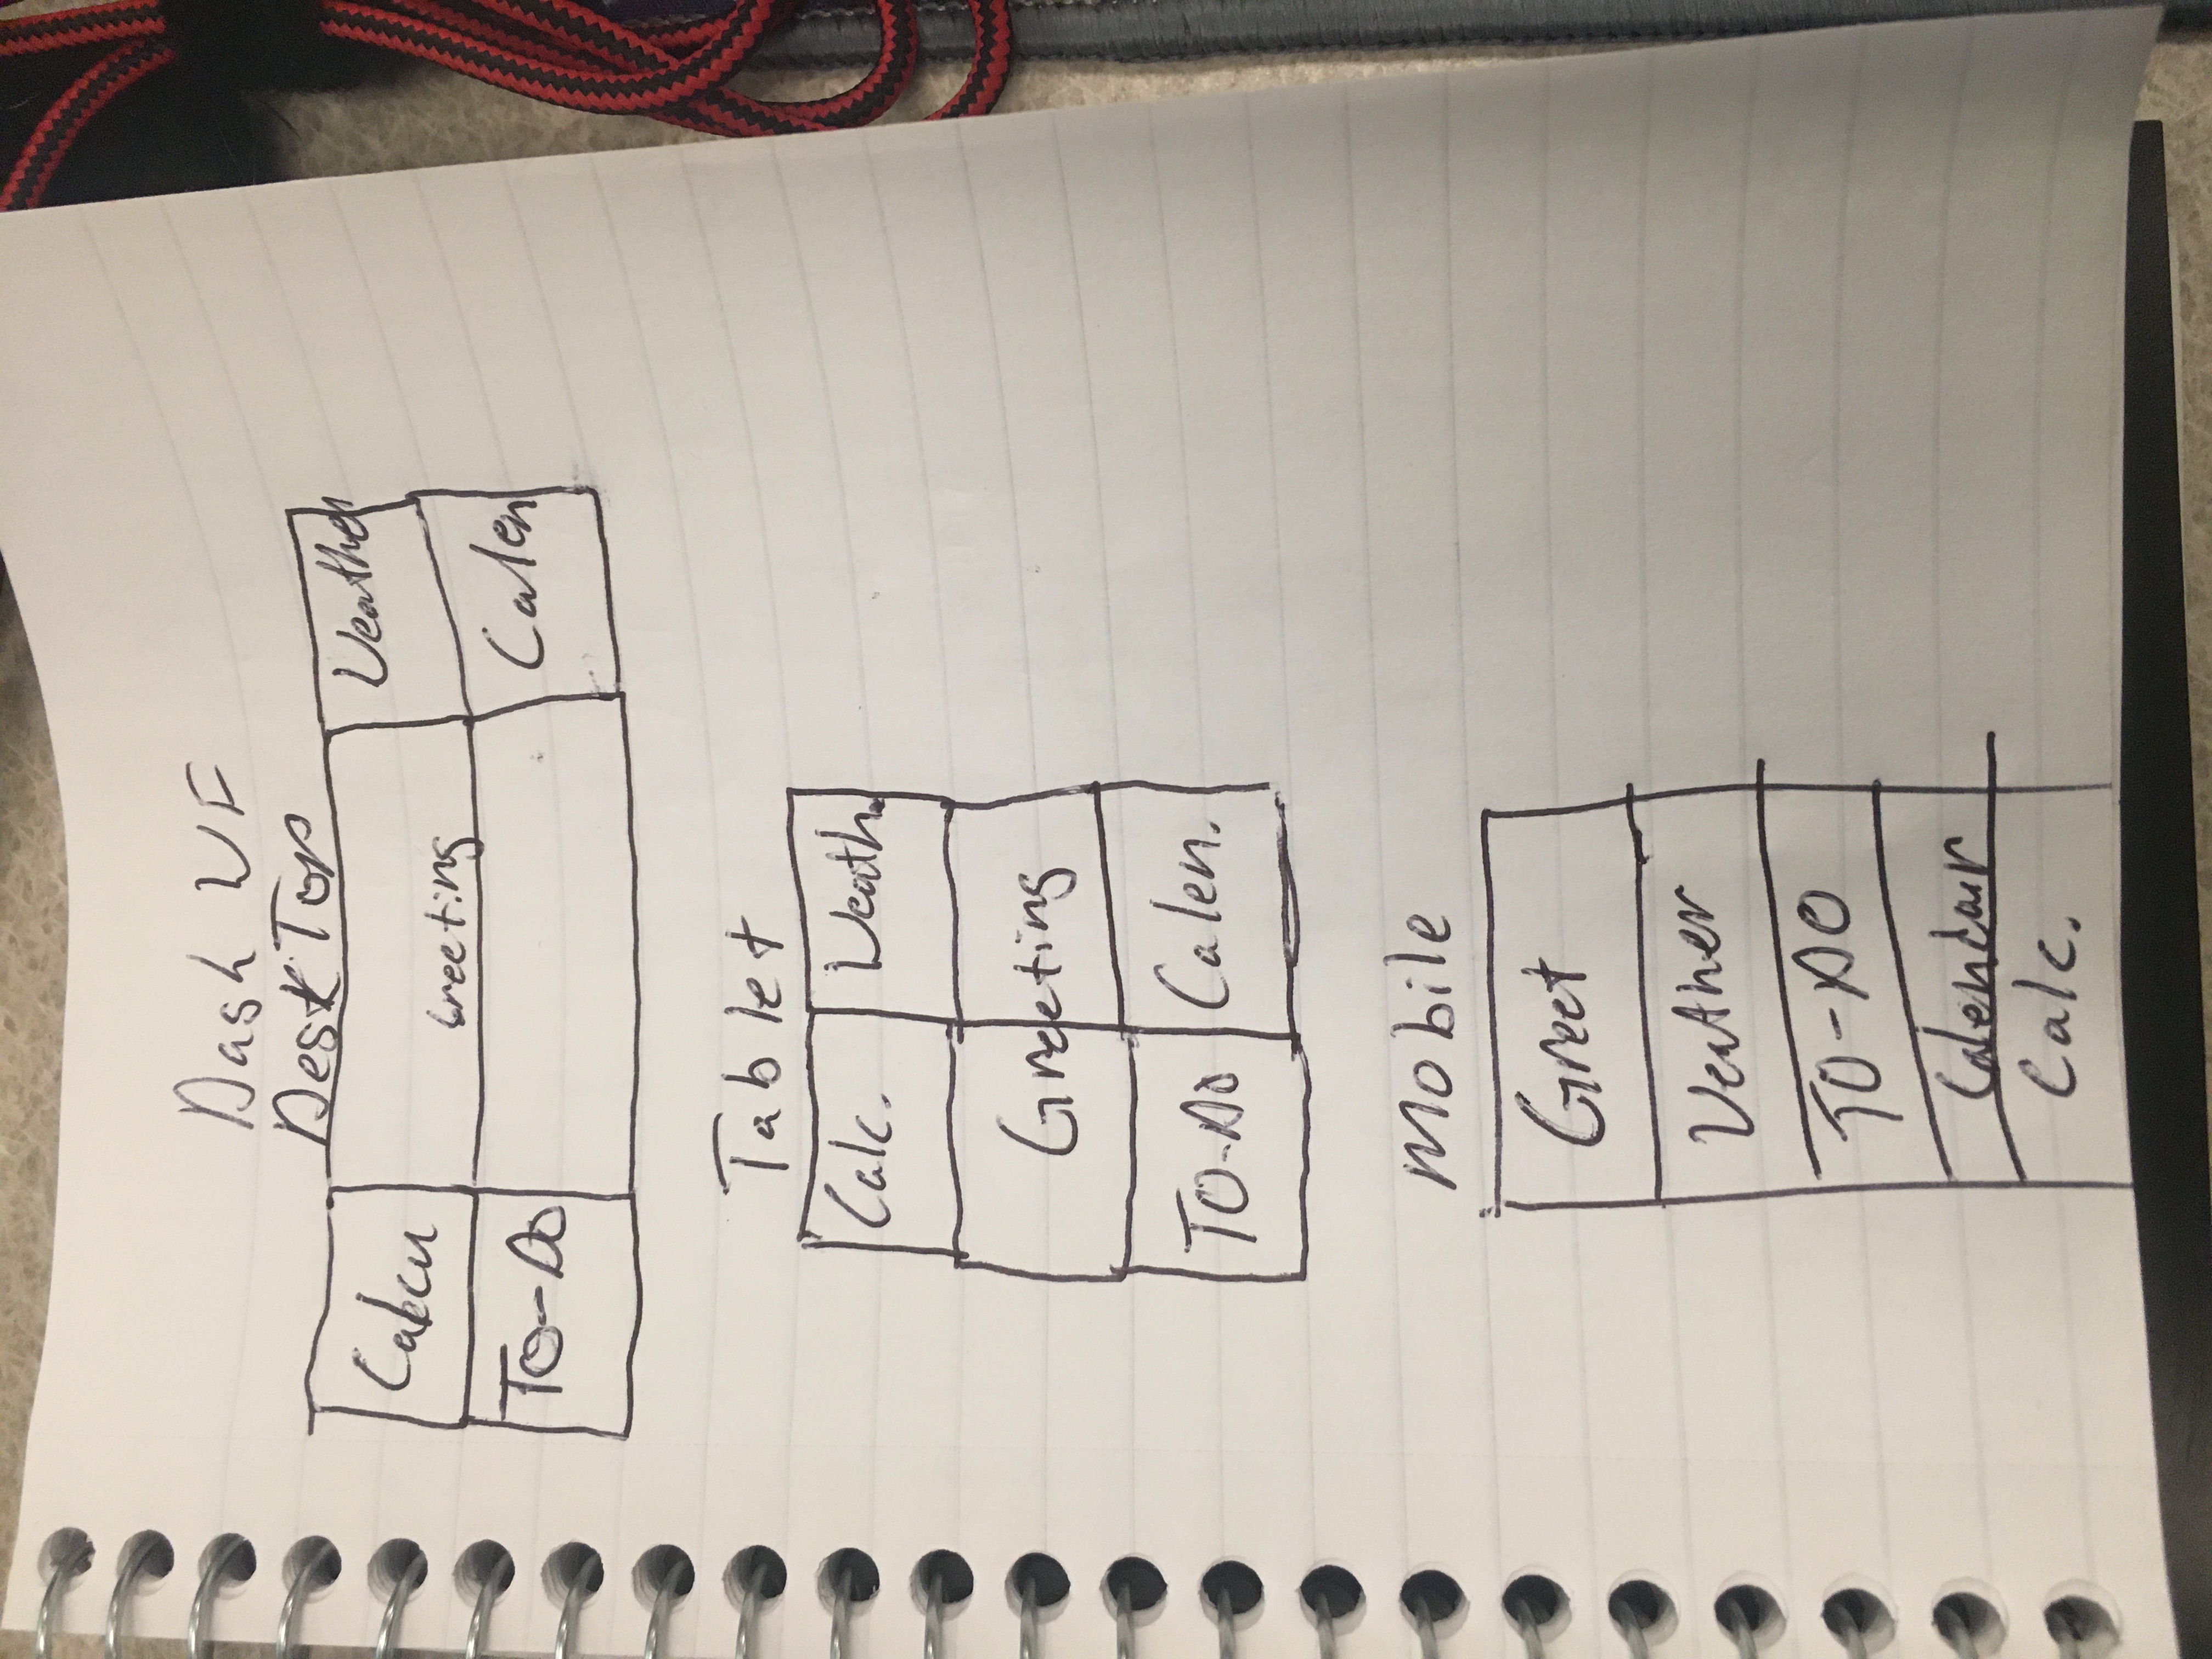 Dash WF
DeskTop
Calcu
Greeting
Weather
To-Do
Calen
Tablet
Calc.
Weath.
Greeting
TO-DO
Calen.
Mobile
Greet
Weather
TO-DO
Calendar
Calc.